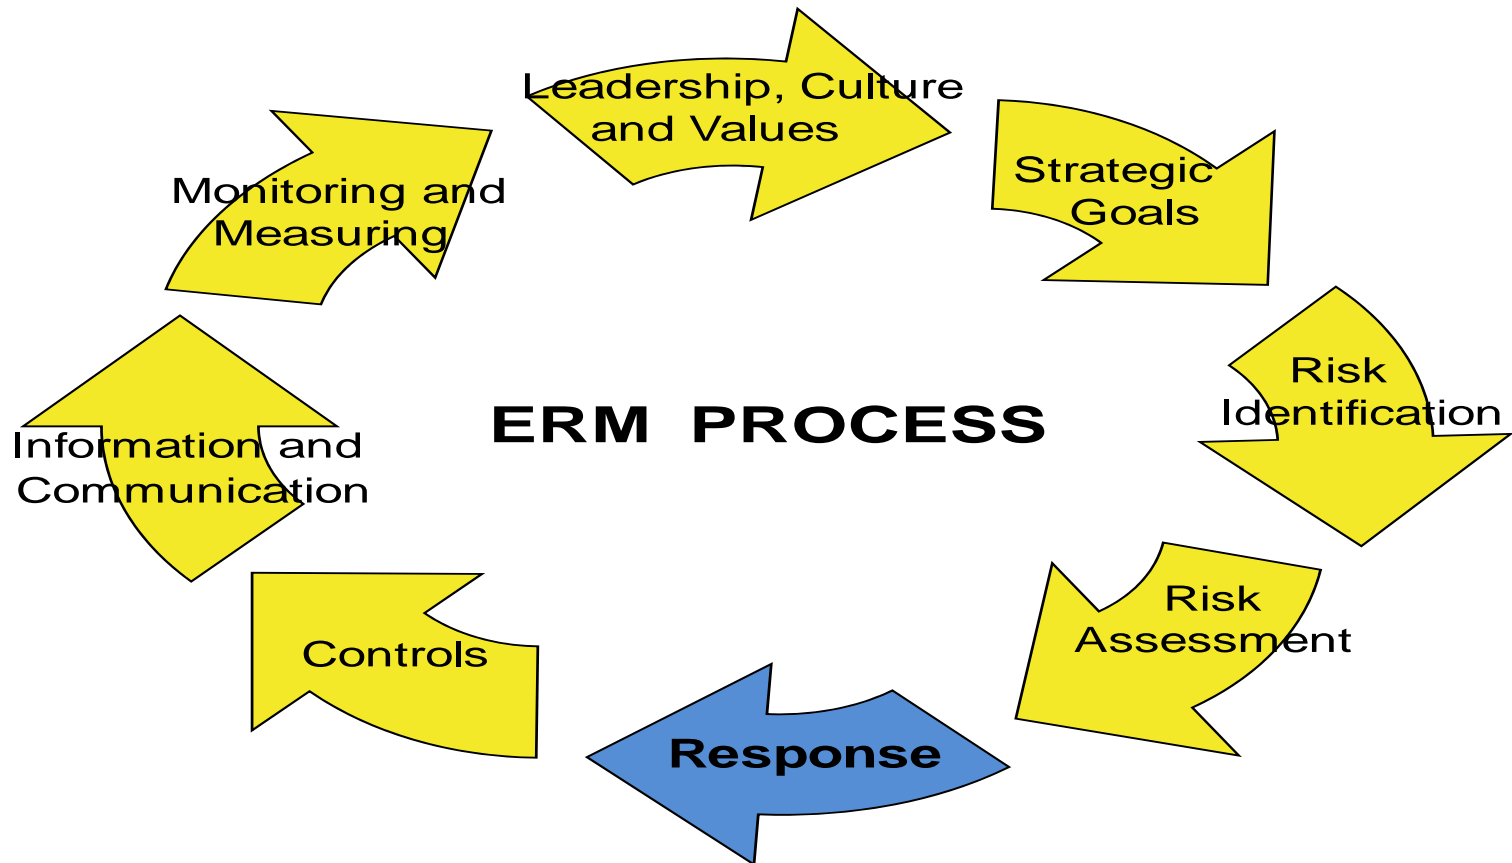 Leadership, Culture
and Values
Strategic
Goals
Risk
Identification
Risk
Assessment
Response
Controls
Information and
Communication
Monitoring and
Measuring
ERM PROCESS